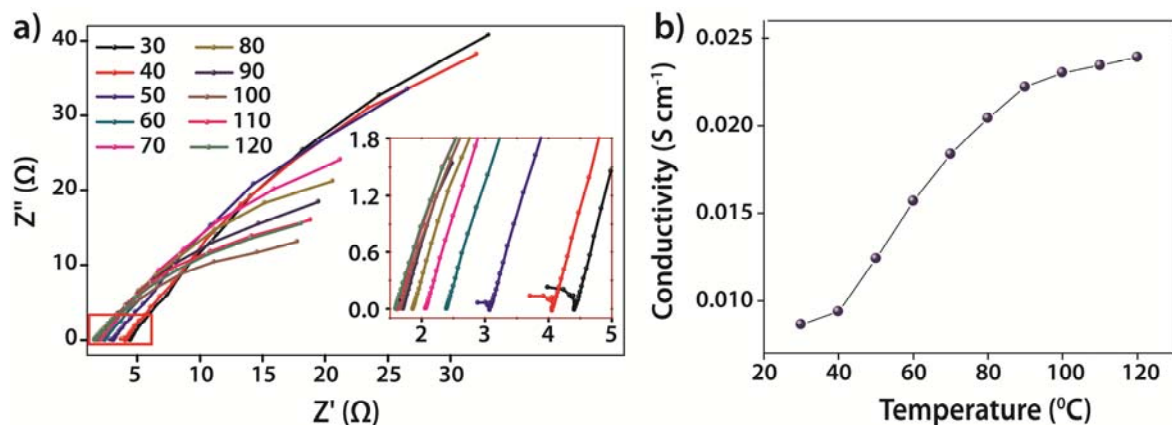 a)
40
30
20
10
0
Z" (Ω)
30 80
40 90
50 100
60 110
70 120
1.8
1.2
0.6
0.0
2 3 4 5
5 10 15 20 25 30
Z' (Ω)
b)
0.025
0.020
0.015
0.010
Conductivity (S cm⁻¹)
20 40 60 80 100 120
Temperature (⁰C)